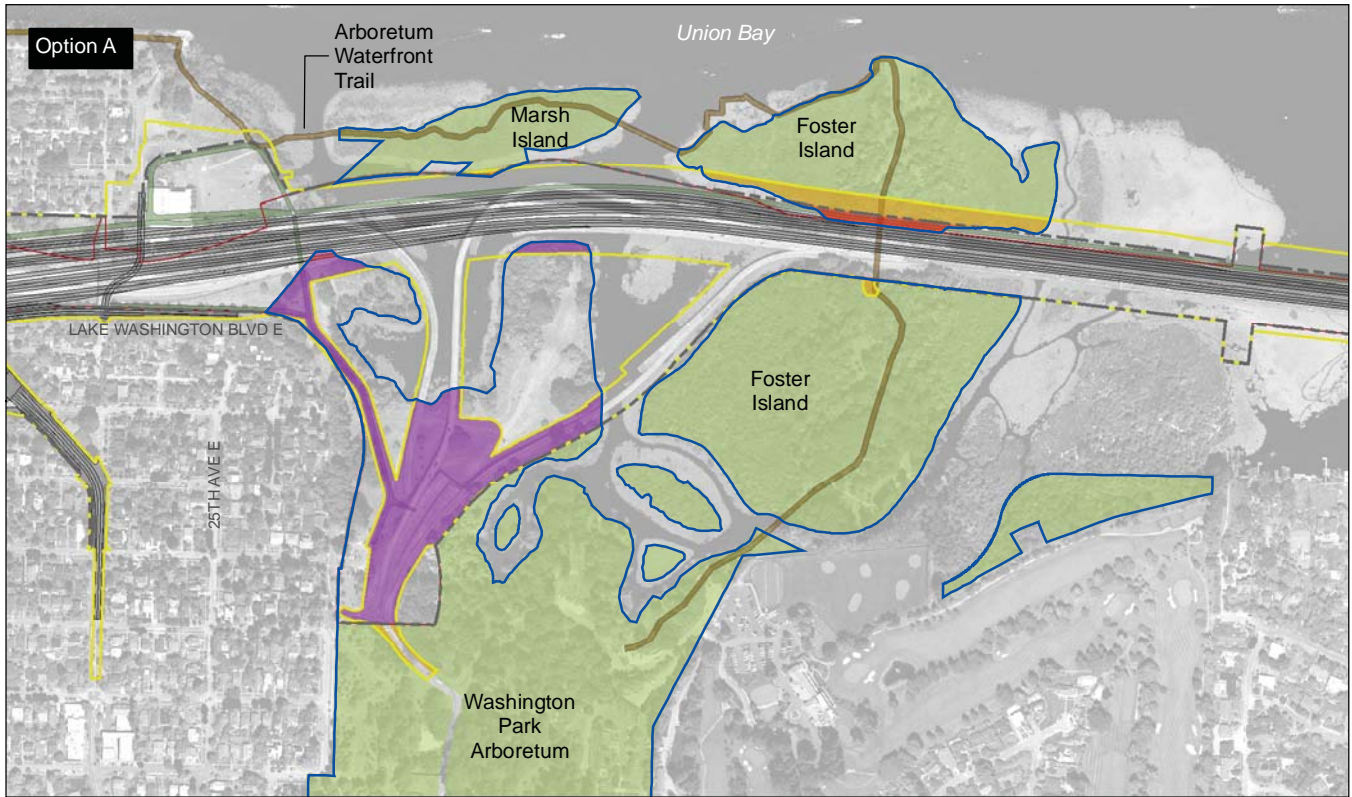 Option A
Arboretum
Waterfront
Trail
Union Bay
Marsh
Island
Foster
Island
LAKE WASHINGTON BLVD E
25TH AVE E
Foster
Island
Washington
Park
Arboretum